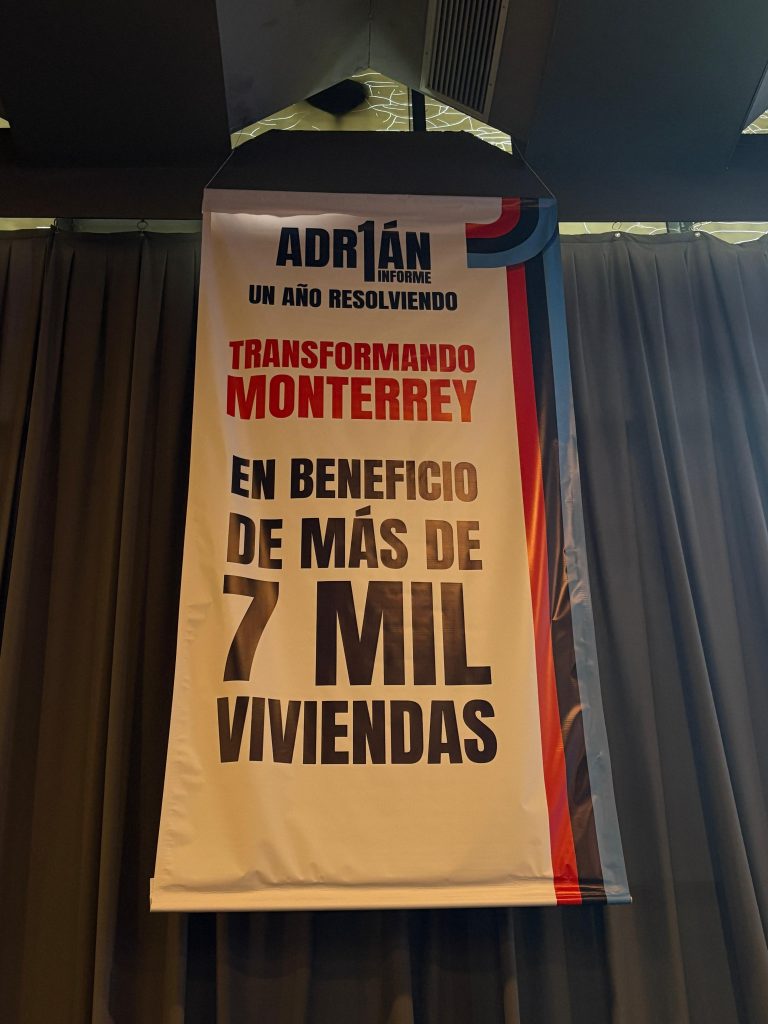 ADR1ÁN
INFORME
UN AÑO RESOLVIENDO
TRANSFORMANDO
MONTERREY
EN BENEFICIO
DE MÁS DE
7 MIL
VIVIENDAS